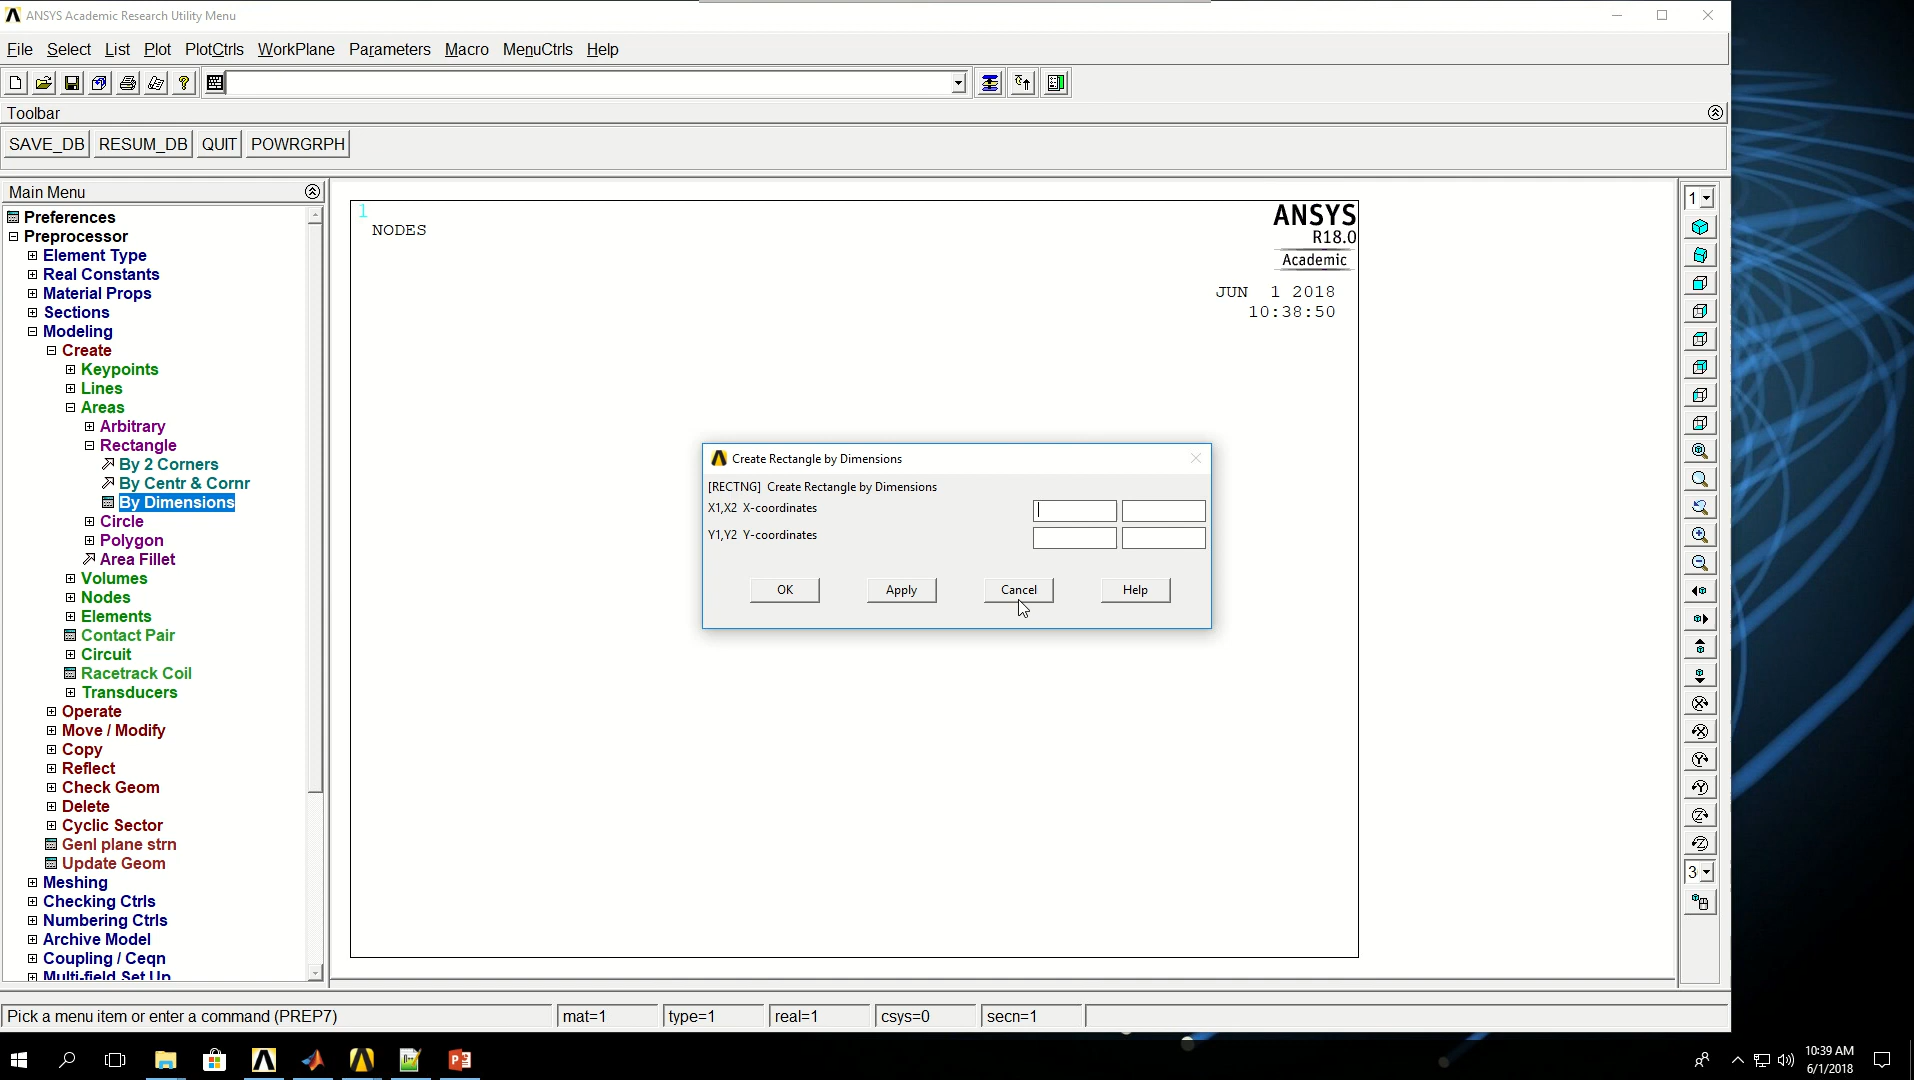 ANSYS Academic Research Utility Menu
File Select List Plot PlotCtrls WorkPlane Parameters Macro MenuCtrls Help
Toolbar
SAVE_DB RESUM_DB QUIT POWRGRPH
Main Menu
Preferences
Preprocessor
Element Type
Real Constants
Material Props
Sections
Modeling
Create
Keypoints
Lines
Areas
Arbitrary
Rectangle
By 2 Corners
By Centr & Cornr
By Dimensions
Circle
Polygon
Area Fillet
Volumes
Nodes
Elements
Contact Pair
Circuit
Racetrack Coil
Transducers
Operate
Move / Modify
Copy
Reflect
Check Geom
Delete
Cyclic Sector
Genl plane strn
Update Geom
Meshing
Checking Ctrls
Numbering Ctrls
Archive Model
Coupling / Ceqn
Multi-field Set Up
1
NODES
ANSYS
R18.0
Academic
JUN 1 2018
10:38:50
Create Rectangle by Dimensions
[RECTNG] Create Rectangle by Dimensions
X1,X2 X-coordinates
Y1,Y2 Y-coordinates
OK Apply Cancel Help
1
3
Pick a menu item or enter a command (PREP7)
mat=1
type=1
real=1
csys=0
secn=1
10:39 AM
6/1/2018